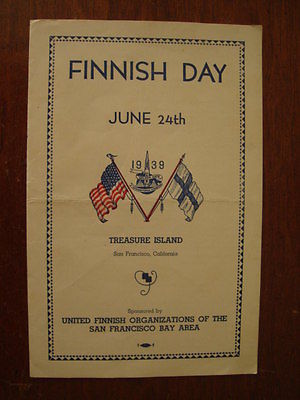 FINNISH DAY
JUNE 24th
1939
TREASURE ISLAND
San Francisco, California
Sponsored by
UNITED FINNISH ORGANIZATIONS OF THE
SAN FRANCISCO BAY AREA